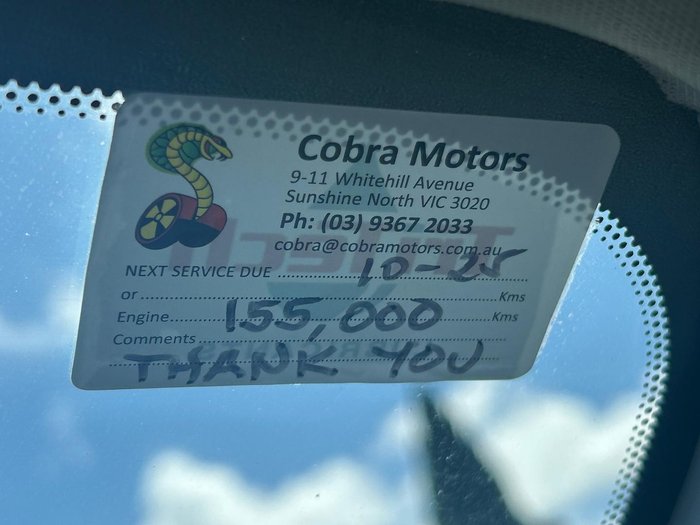 Cobra Motors
9-11 Whitehill Avenue
Sunshine North VIC 3020
Ph: (03) 9367 2033
cobra@cobramotors.com.au
NEXT SERVICE DUE 10-25
or Kms
Engine 155,000 Kms
Comments
THANK YOU